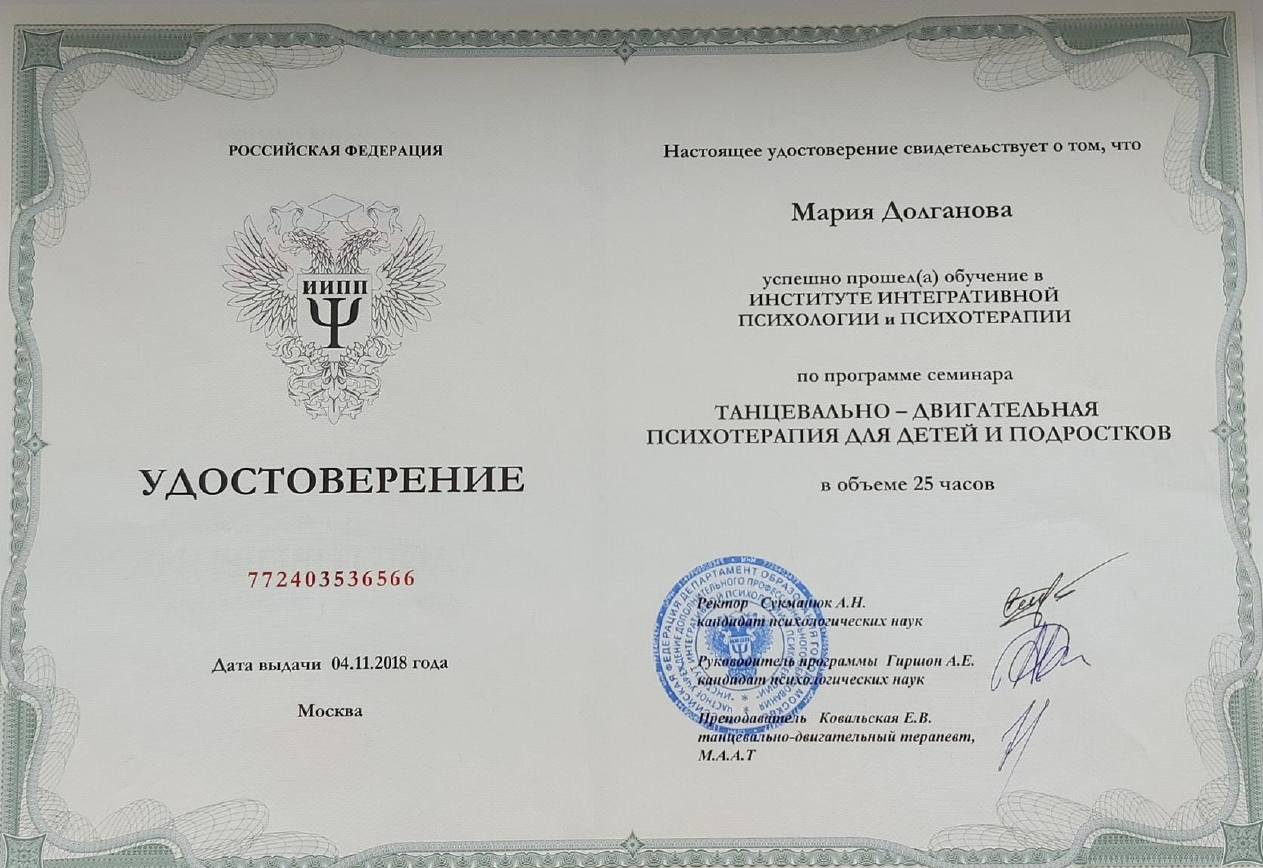 РОССИЙСКАЯ ФЕДЕРАЦИЯ
ИИПП
Ψ
УДОСТОВЕРЕНИЕ
772403536566
Дата выдачи 04.11.2018 года
Москва
Настоящее удостоверение свидетельствует о том, что
Мария Долганова
успешно прошел(а) обучение в
ИНСТИТУТЕ ИНТЕГРАТИВНОЙ
ПСИХОЛОГИИ и ПСИХОТЕРАПИИ
по программе семинара
ТАНЦЕВАЛЬНО – ДВИГАТЕЛЬНАЯ
ПСИХОТЕРАПИЯ ДЛЯ ДЕТЕЙ И ПОДРОСТКОВ
в объеме 25 часов
Ректор Сукманюк А.Н.
кандидат психологических наук
Руководитель программы Гиршон А.Е.
кандидат психологических наук
Преподаватель Ковальская Е.В.
танцевально-двигательный терапевт,
М.А.А.Т